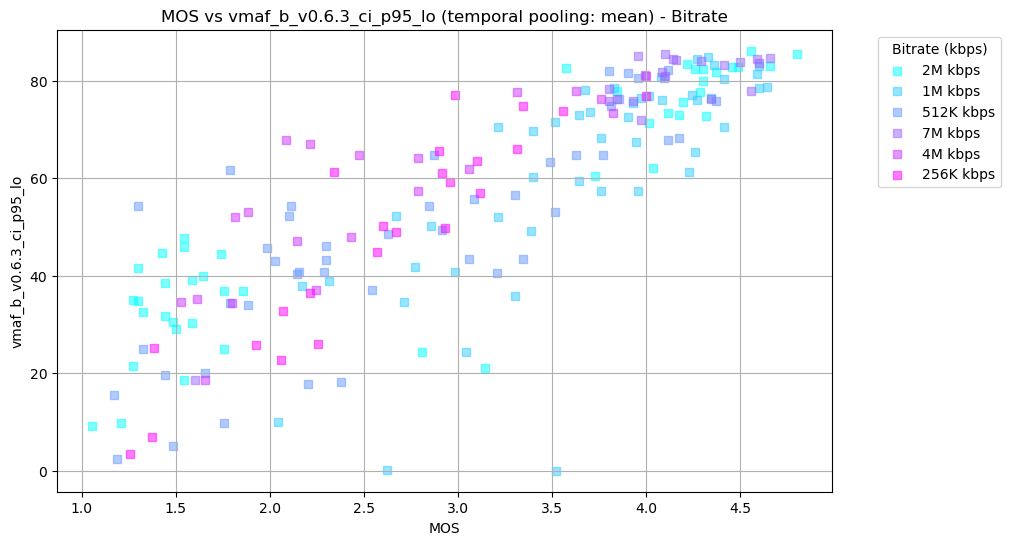 MOS vs vmaf_b_v0.6.3_ci_p95_lo (temporal pooling: mean) - Bitrate
vmaf_b_v0.6.3_ci_p95_lo
80
60
40
20
0
1.0 1.5 2.0 2.5 3.0 3.5 4.0 4.5
MOS
Bitrate (kbps)
2M kbps
1M kbps
512K kbps
7M kbps
4M kbps
256K kbps